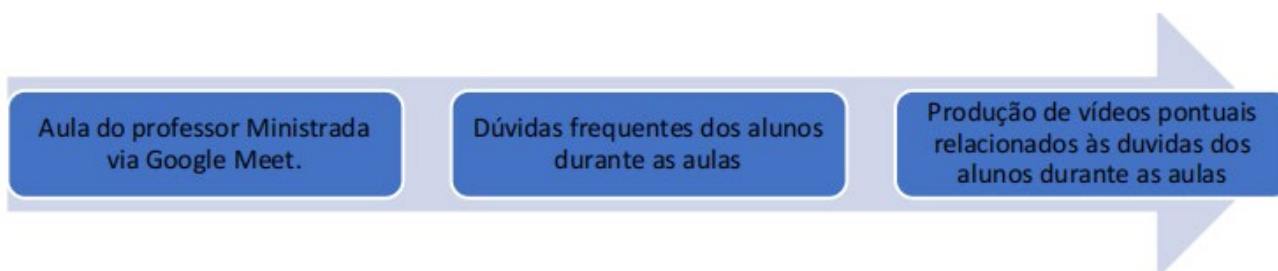 Aula do professor Ministrada
via Google Meet.
Dúvidas frequentes dos alunos
durante as aulas
Produção de vídeos pontuais
relacionados às duvidas dos
alunos durante as aulas